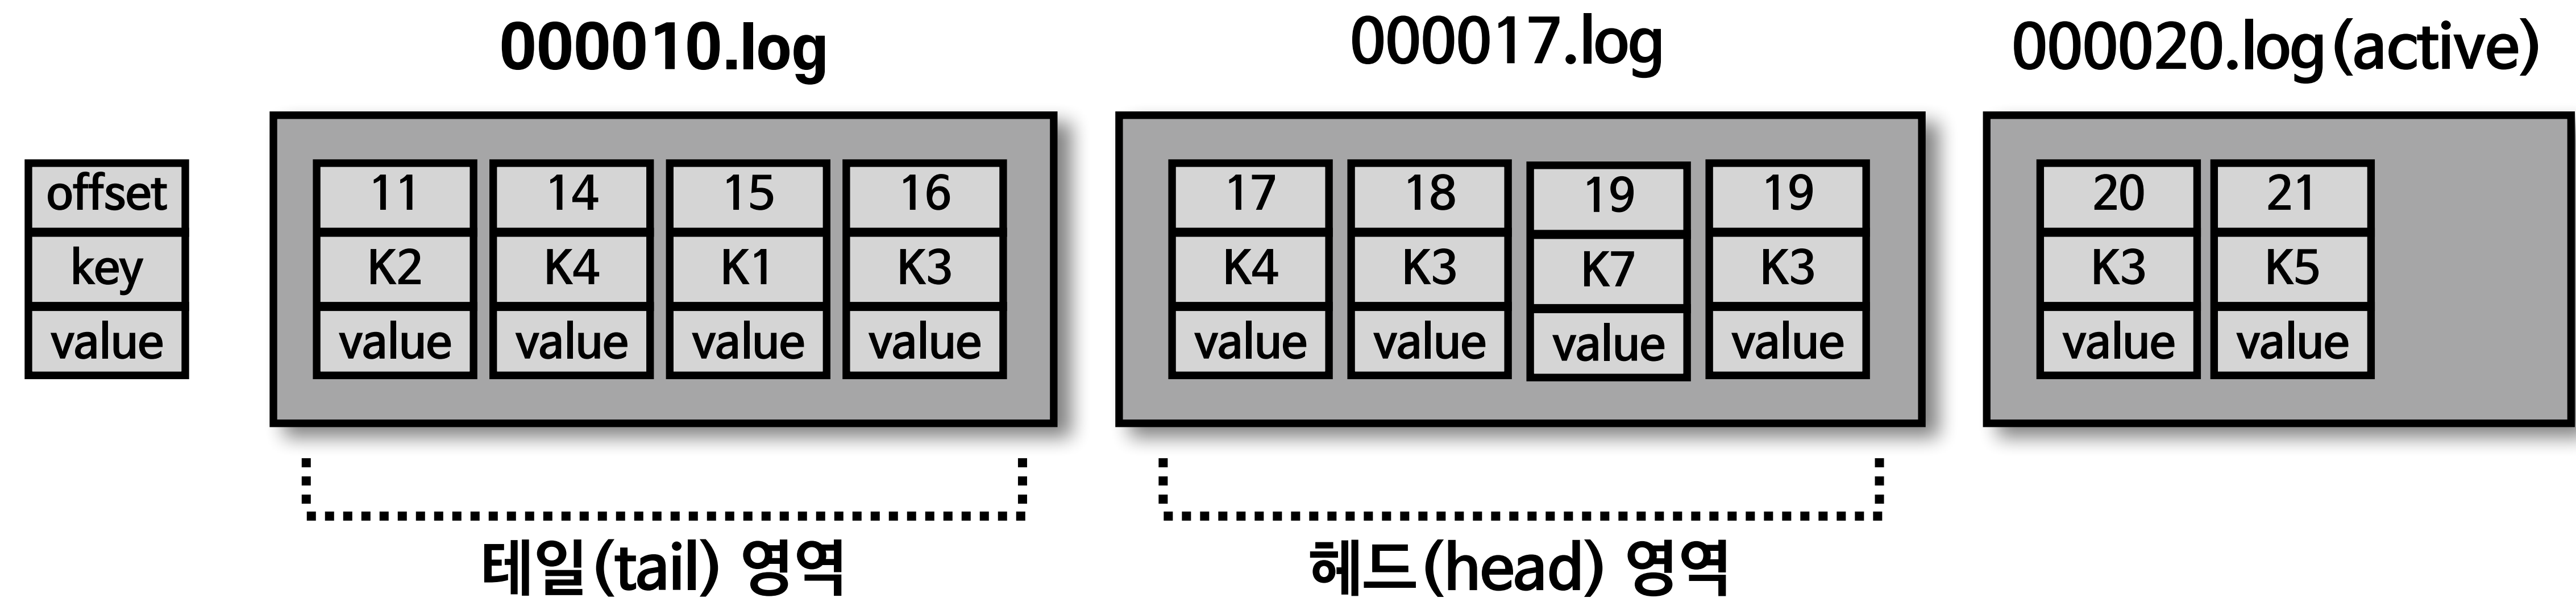 000010.log
000017.log
000020.log(active)
offset
key
value
11 14 15 16
K2 K4 K1 K3
value value value value
17 18 19 19
K4 K3 K7 K3
value value value value
20 21
K3 K5
value value
테일(tail) 영역
헤드(head) 영역